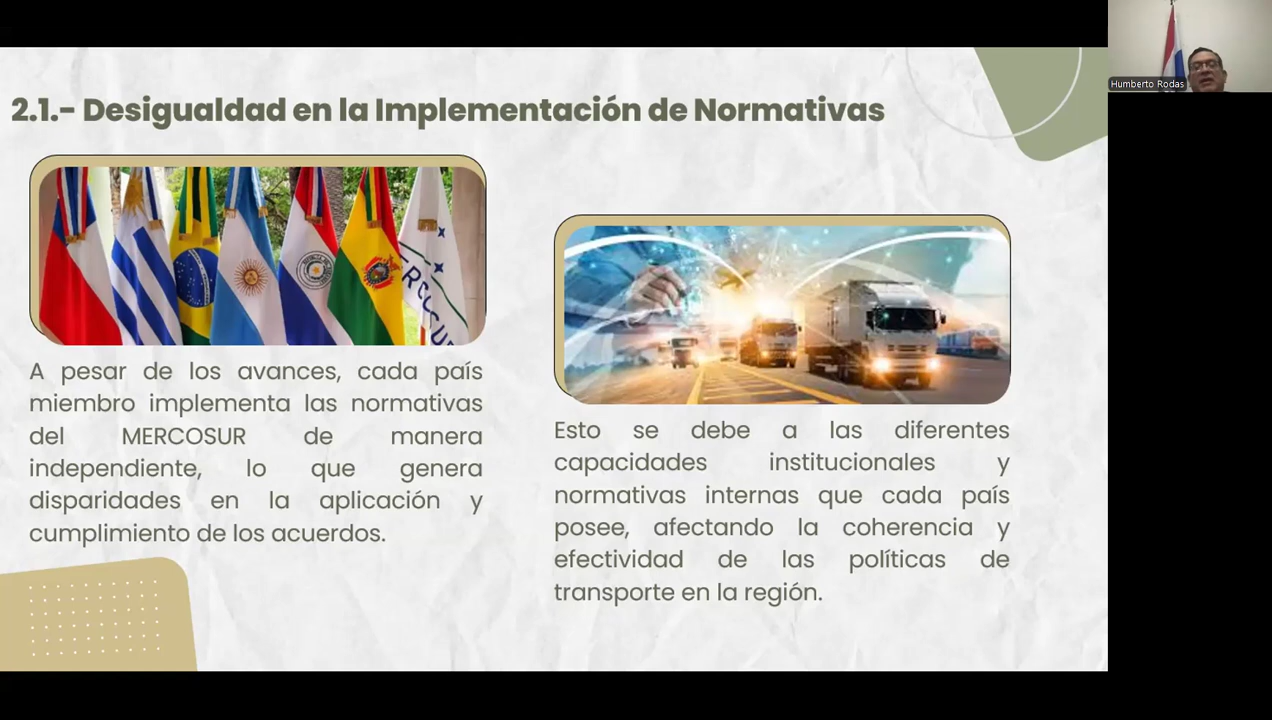 2.1.- Desigualdad en la Implementación de Normativas
Humberto Rodas
A pesar de los avances, cada país
miembro implementa las normativas
del MERCOSUR de manera
independiente, lo que genera
disparidades en la aplicación y
cumplimiento de los acuerdos.
Esto se debe a las diferentes
capacidades institucionales y
normativas internas que cada país
posee, afectando la coherencia y
efectividad de las políticas de
transporte en la región.